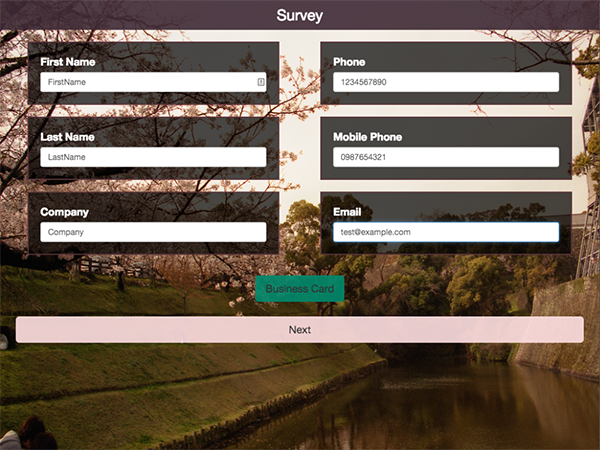 Survey
First Name
FirstName
Last Name
LastName
Company
Company
Phone
1234567890
Mobile Phone
0987654321
Email
test@example.com
Business Card
Next